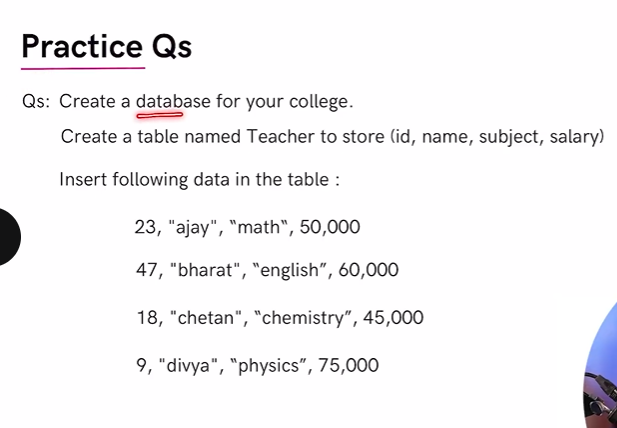 Practice Qs
Qs: Create a database for your college.
Create a table named Teacher to store (id, name, subject, salary)
Insert following data in the table :
23, "ajay", “math“, 50,000
47, "bharat", “english”, 60,000
18, "chetan", “chemistry”, 45,000
9, "divya", “physics”, 75,000